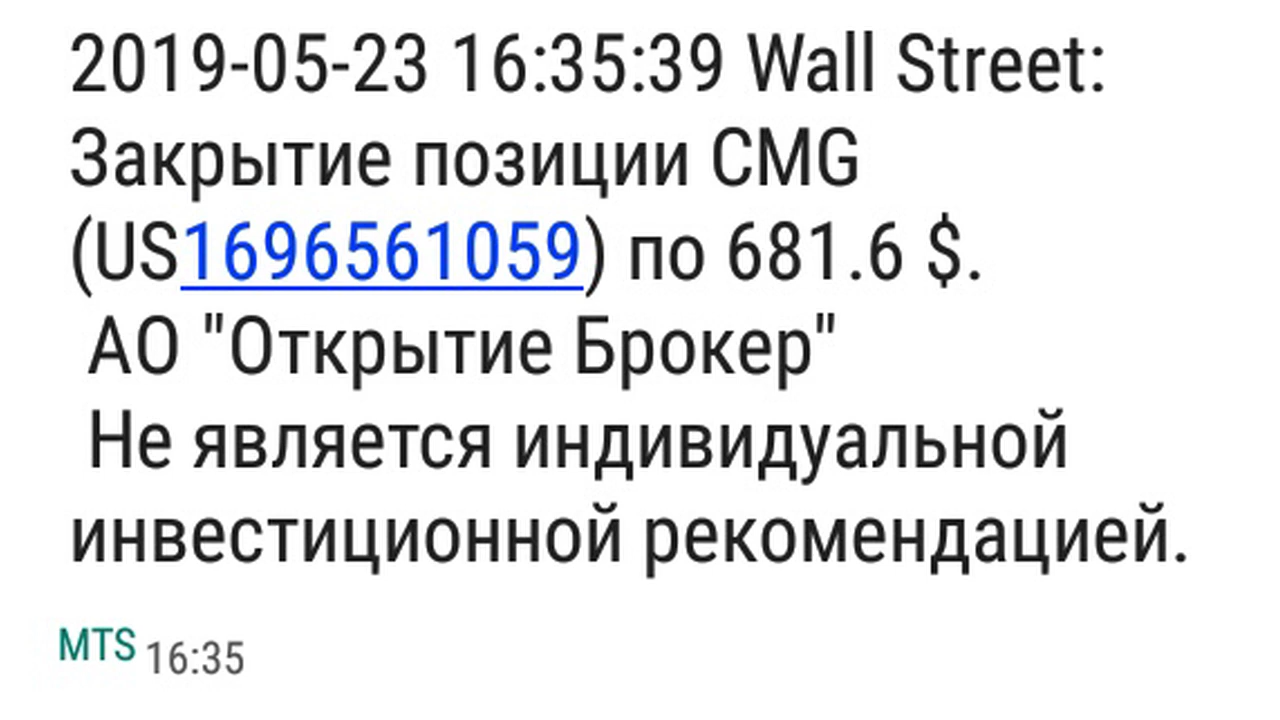 2019-05-23 16:35:39 Wall Street:
Закрытие позиции CMG
(US1696561059) по 681.6 $.
АО "Открытие Брокер"
Не является индивидуальной
инвестиционной рекомендацией.
MTS 16:35